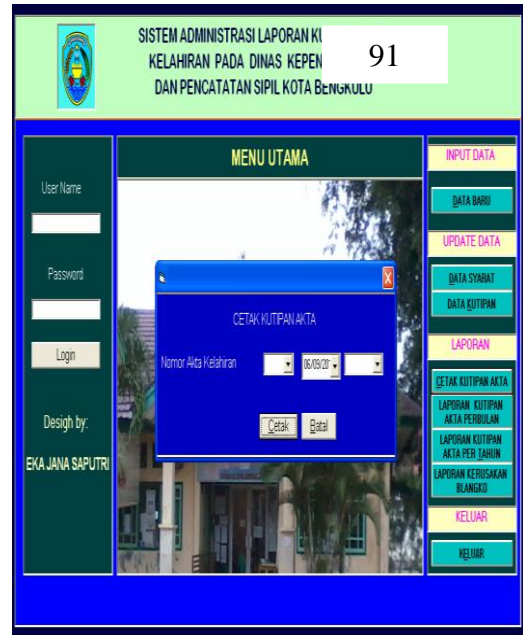 SISTEM ADMINISTRASI LAPORAN
KELAHIRAN PADA DINAS
DAN PENCATATAN SIPIL KOTA BENGKULU
91
MENU UTAMA
User Name
Password
Login
Desigh by:
EKA JANA SAPUTRI
CETAK KUTIPAN AKTA
Nomor Akta Kelahiran
06/09/20
Cetak
Batal
INPUT DATA
DATA BARU
UPDATE DATA
DATA SYARAT
DATA KUTIPAN
LAPORAN
CETAK KUTIPAN AKTA
LAPORAN KUTIPAN
AKTA PERBULAN
LAPORAN KUTIPAN
AKTA PER TAHUN
LAPORAN KERUSAKAN
BLANGKO
KELUAR
KELUAR